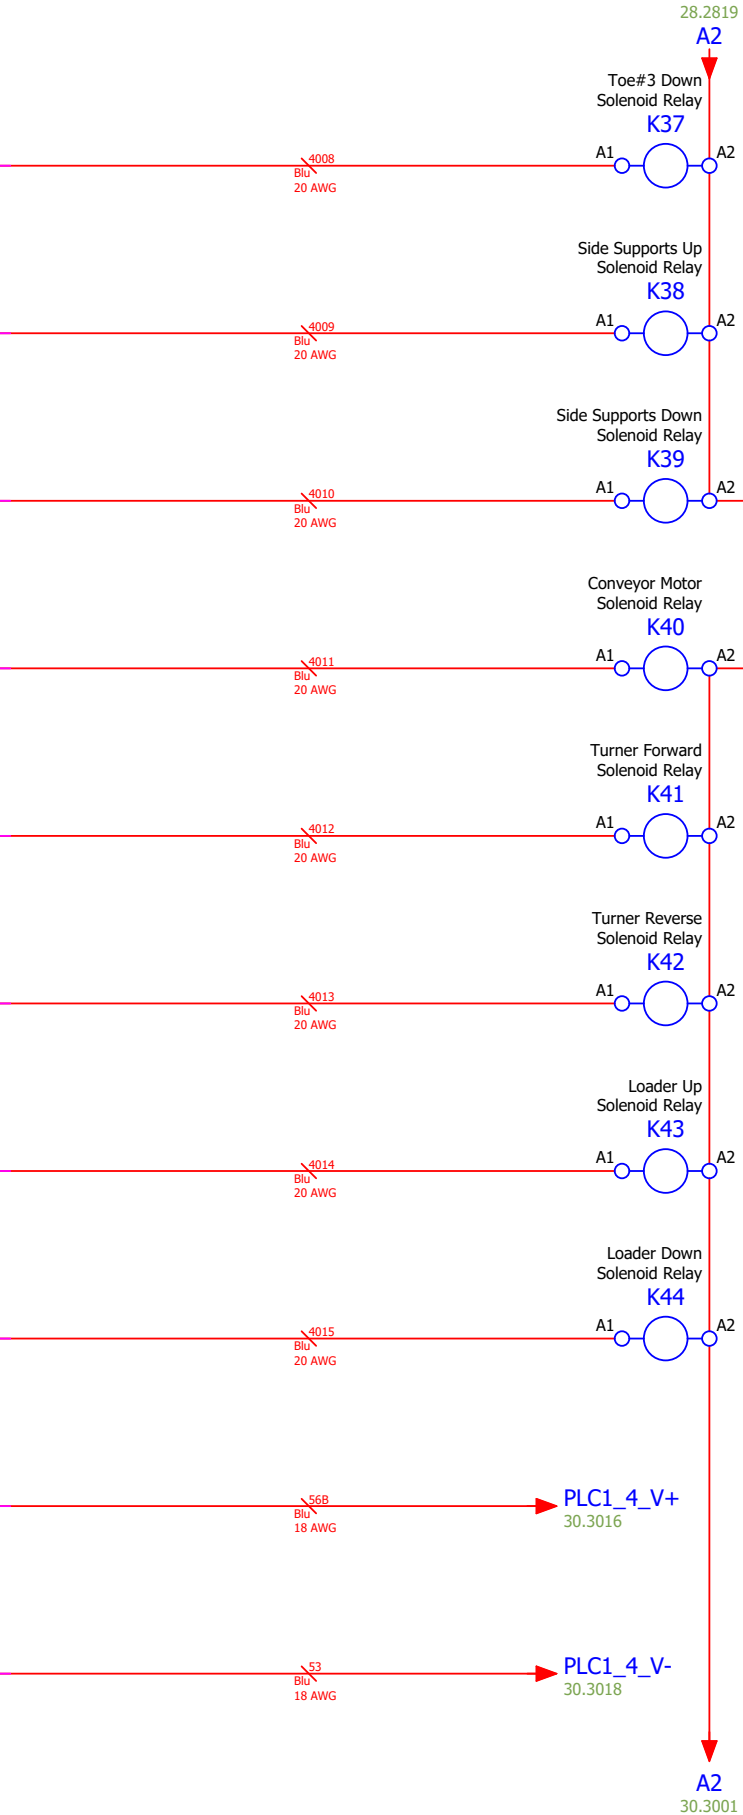 28.2819
A2
Toe#3 Down
Solenoid Relay
K37
A1
A2
4008
Blu
20 AWG
Side Supports Up
Solenoid Relay
K38
A1
A2
4009
Blu
20 AWG
Side Supports Down
Solenoid Relay
K39
A1
A2
4010
Blu
20 AWG
Conveyor Motor
Solenoid Relay
K40
A1
A2
4011
Blu
20 AWG
Turner Forward
Solenoid Relay
K41
A1
A2
4012
Blu
20 AWG
Turner Reverse
Solenoid Relay
K42
A1
A2
4013
Blu
20 AWG
Loader Up
Solenoid Relay
K43
A1
A2
4014
Blu
20 AWG
Loader Down
Solenoid Relay
K44
A1
A2
4015
Blu
20 AWG
56B
Blu
18 AWG
PLC1_4_V+
30.3016
53
Blu
18 AWG
PLC1_4_V-
30.3018
A2
30.3001